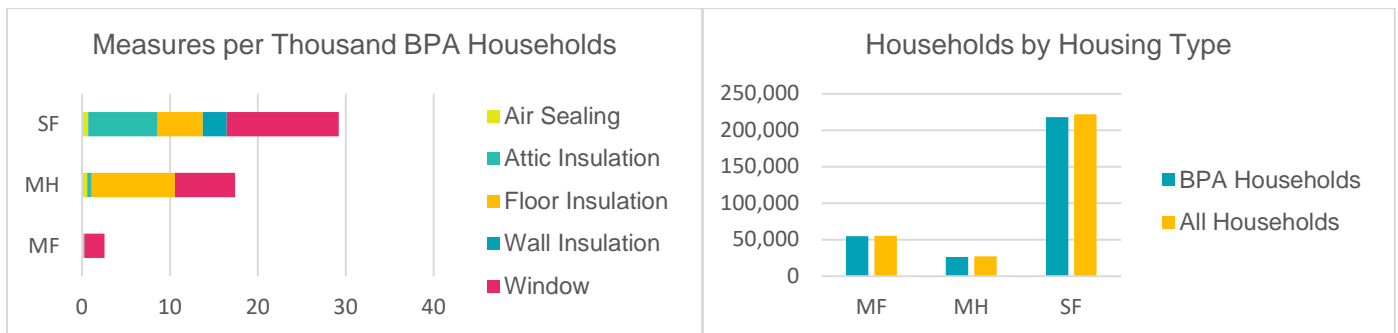 Measures per Thousand BPA Households
SF
MH
MF
0 10 20 30 40
Air Sealing
Attic Insulation
Floor Insulation
Wall Insulation
Window
Households by Housing Type
250,000
200,000
150,000
100,000
50,000
0
MF MH SF
BPA Households
All Households